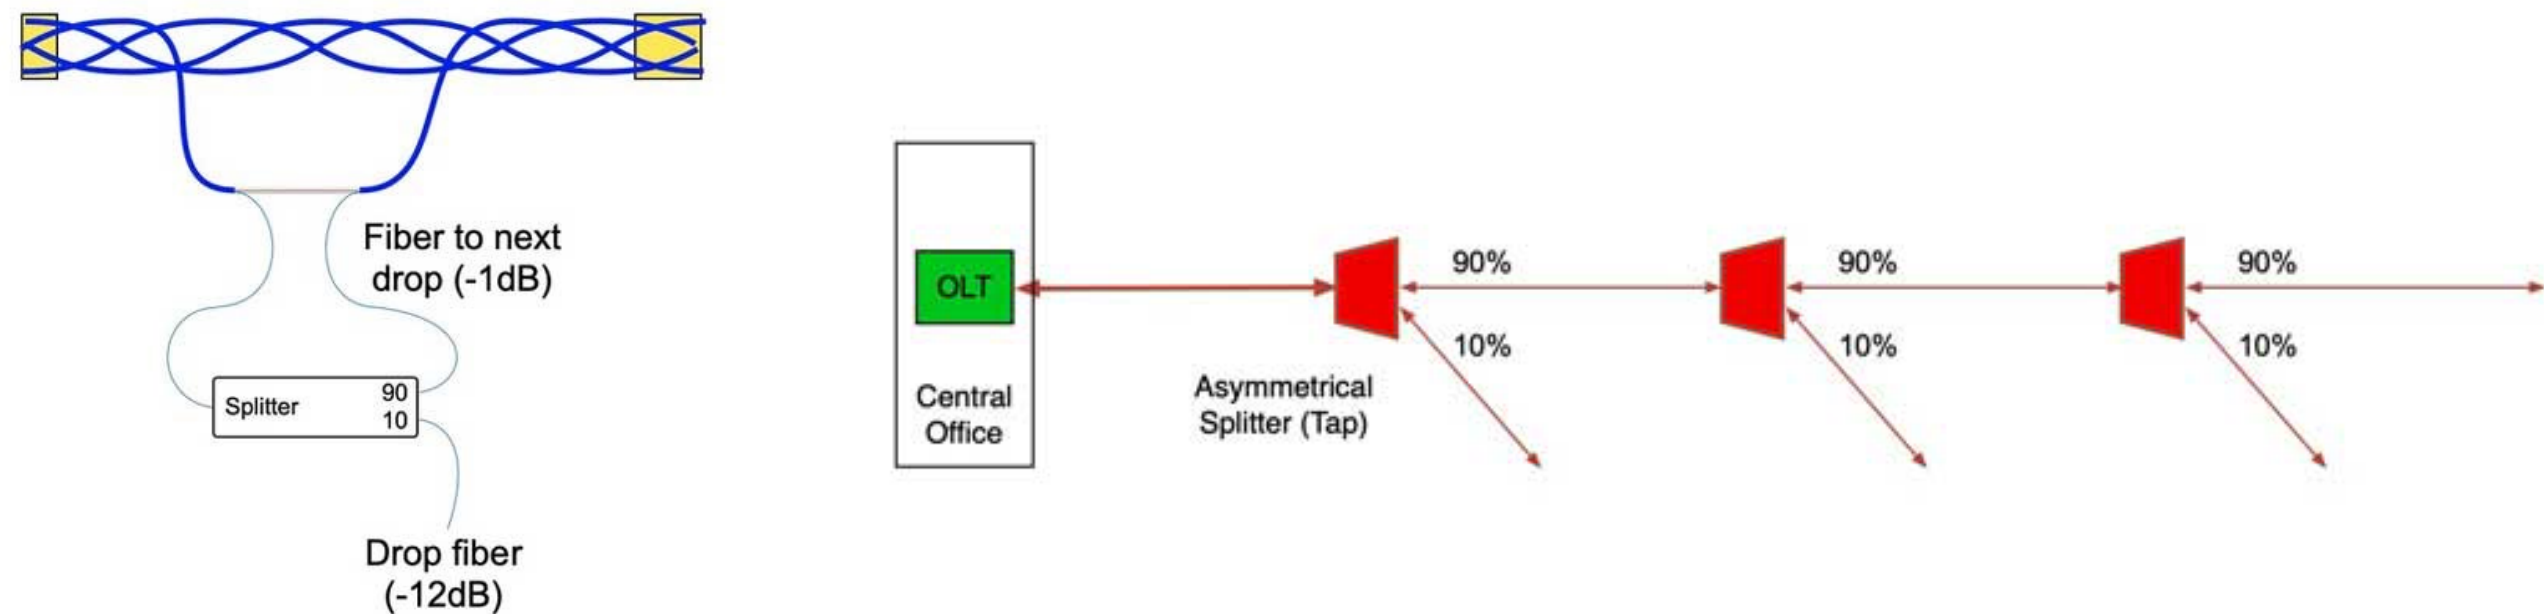 Fiber to next
drop (-1dB)
Splitter
90
10
Drop fiber
(-12dB)
OLT
Central
Office
Asymmetrical
Splitter (Tap)
90%
10%
90%
10%
90%
10%